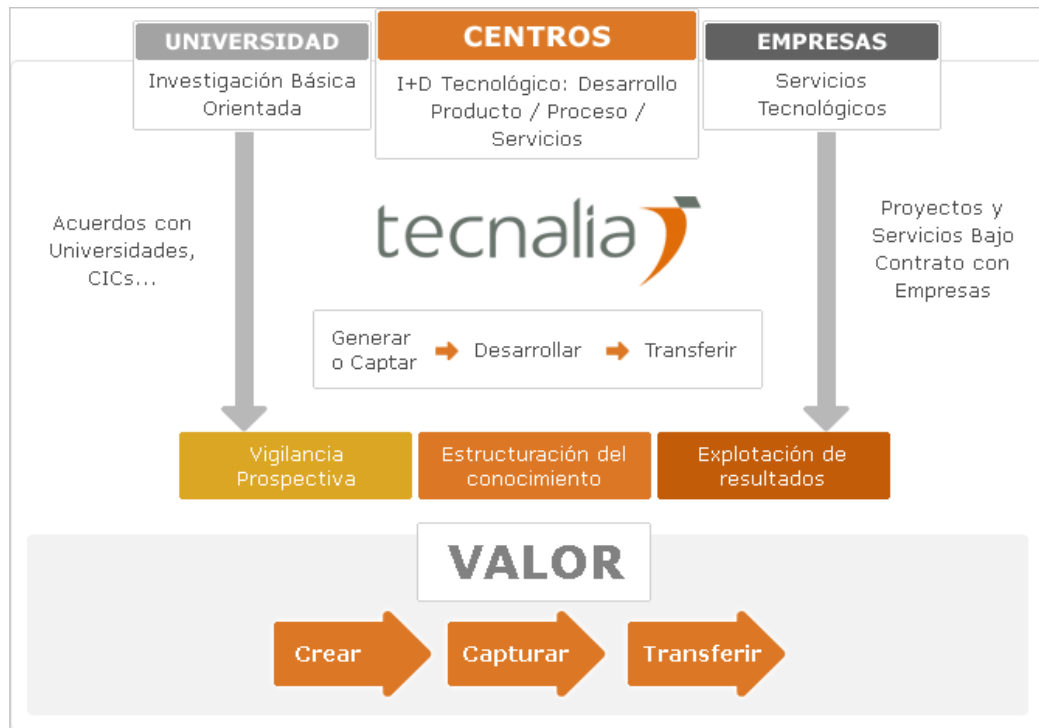 UNIVERSIDAD
Investigación Básica
Orientada
CENTROS
I+D Tecnológico: Desarrollo
Producto / Proceso /
Servicios
EMPRESAS
Servicios
Tecnológicos
Acuerdos con
Universidades,
CICs...
tecnalia
Proyectos y
Servicios Bajo
Contrato con
Empresas
Generar
o Captar
Desarrollar
Transferir
Vigilancia
Prospectiva
Estructuración del
conocimiento
Explotación de
resultados
VALOR
Crear
Capturar
Transferir